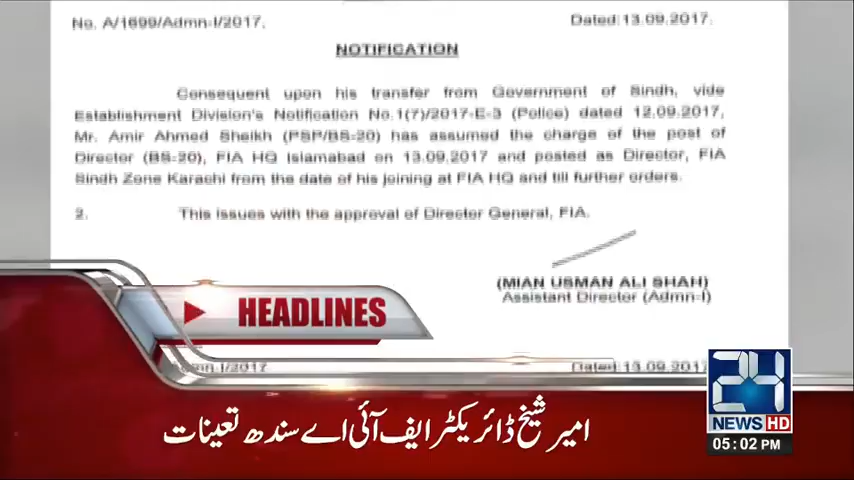 No. A/1699/Admn-I/2017.
Dated:13.09.2017.
NOTIFICATION
Consequent upon his transfer from Government of Sindh, vide
Establishment Division's Notification No.1(7)/2017-E-3 (Police) dated 12.09.2017,
Mr. Amir Ahmed Sheikh (PSP/BS-20) has assumed the charge of the post of
Director (BS-20), FIA HQ Islamabad on 13.09.2017 and posted as Director, FIA
Sindh Zone Karachi from the date of his joining at FIA HQ and till further orders.
2. This issues with the approval of Director General, FIA.
(MIAN USMAN ALI SHAH)
Assistant Director (Admn-I)
HEADLINES
Admn-I/2017
Dated:13.09.2017
امیر شیخ ڈائریکٹر ایف آئی اے سندھ تعینات
24
NEWS HD
05:02 PM